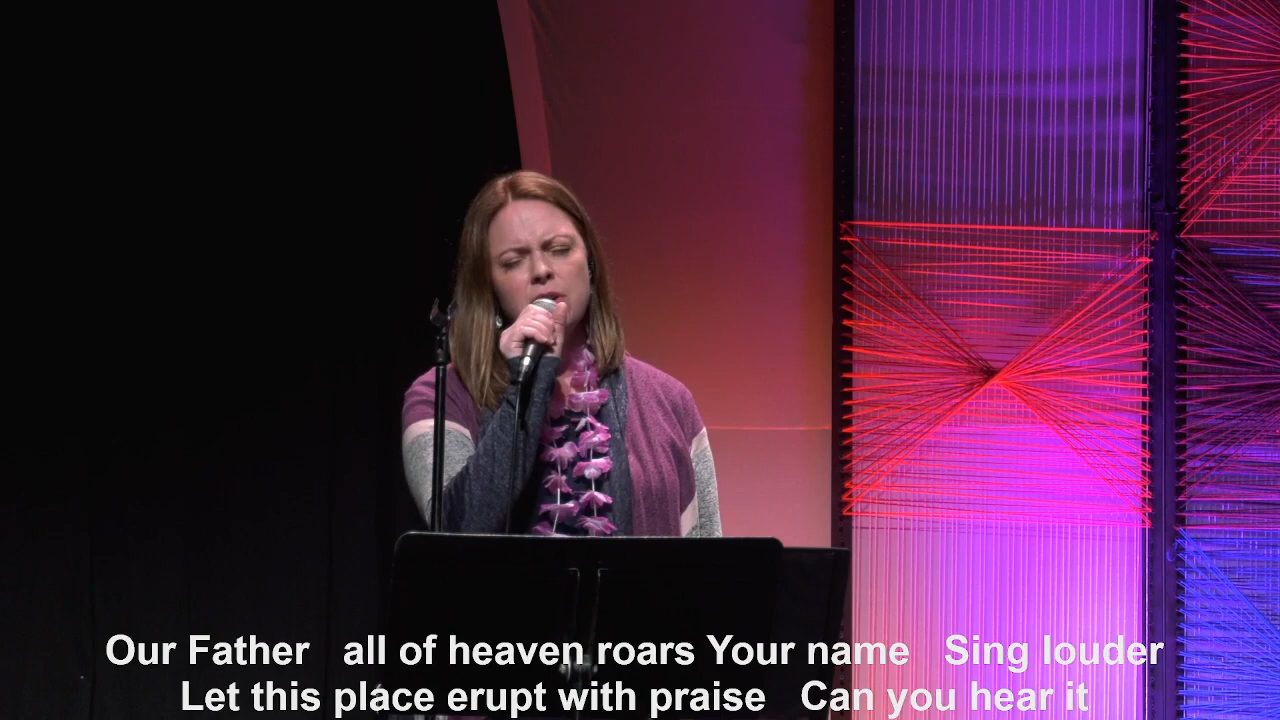 Our Father all of heaven roars Your name Sing louder
Let this place erupt with praise Can you hear it